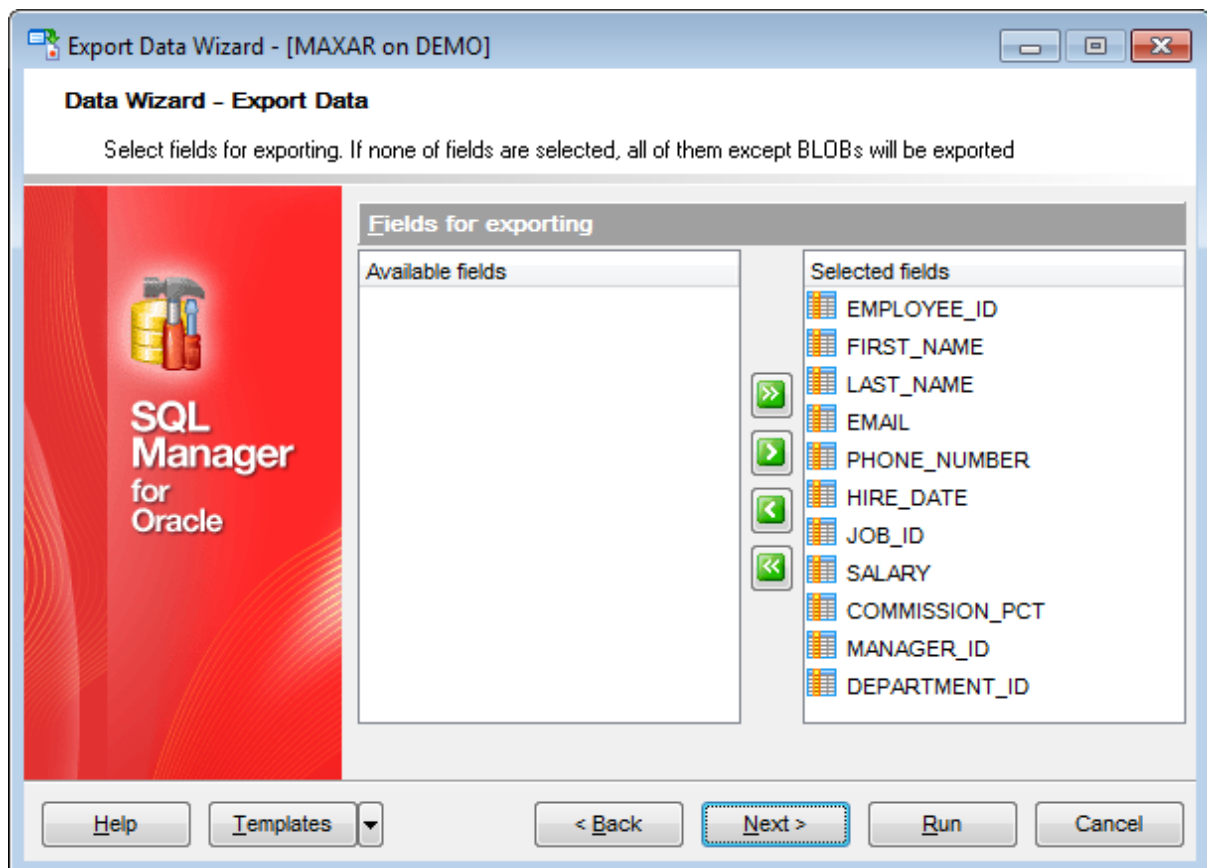 Export Data Wizard - [MAXAR on DEMO]
Data Wizard – Export Data
Select fields for exporting. If none of fields are selected, all of them except BLOBs will be exported
SQL
Manager
for
Oracle
Fields for exporting
Available fields
Selected fields
EMPLOYEE_ID
FIRST_NAME
LAST_NAME
EMAIL
PHONE_NUMBER
HIRE_DATE
JOB_ID
SALARY
COMMISSION_PCT
MANAGER_ID
DEPARTMENT_ID
Help
Templates
< Back
Next >
Run
Cancel